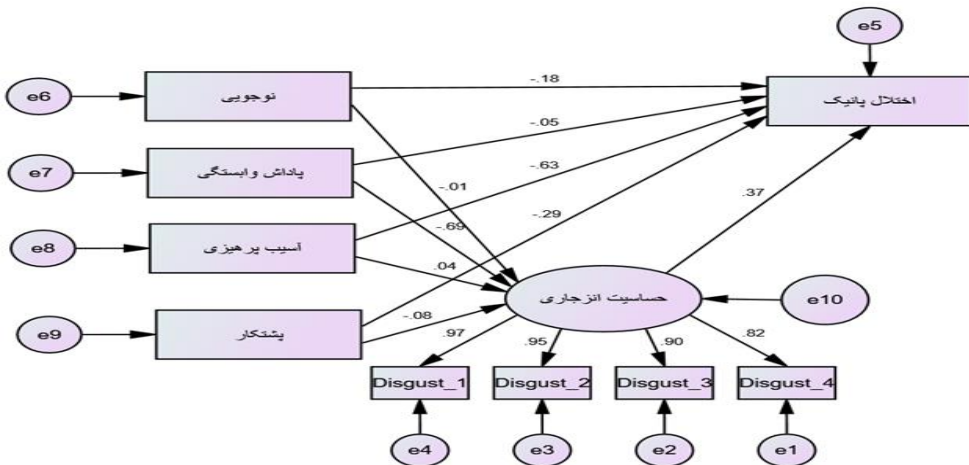 e5
e6
نوجویی
-.18
اختلال پانیک
-.05
e7
پاداش وابستگی
-.63
-.01
.37
-.29
-.69
e8
آسیب پرهیزی
.04
حساسیت انزجاری
e10
-.08
e9
پشتکار
.97
.95
.90
.82
Disgust_1
Disgust_2
Disgust_3
Disgust_4
e4
e3
e2
e1